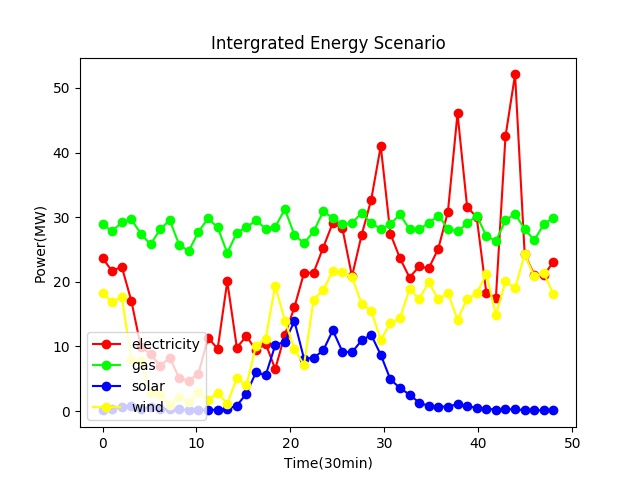 Intergrated Energy Scenario
Power(MW)
50
40
30
20
10
0
electricity
gas
solar
wind
0 10 20 30 40 50
Time(30min)